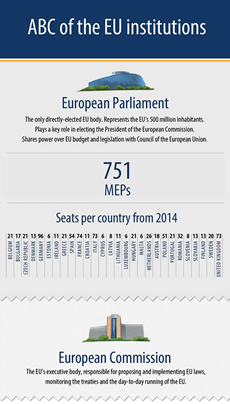 ABC of the EU institutions
European Parliament
The only directly-elected EU body. Represents the EU's 500 million inhabitants.
Plays a key role in electing the President of the European Commission.
Shares power over EU budget and legislation with Council of the European Union.
751
MEPs
Seats per country from 2014
21 17 21 13 96 6 11 21 54 74 11 73 6 8 11 6 21 6 26 18 51 21 32 8 13 13 20 73
BELGIUM BULGARIA CZECH REPUBLIC DENMARK GERMANY ESTONIA IRELAND GREECE SPAIN FRANCE CROATIA ITALY CYPRUS LATVIA LITHUANIA LUXEMBOURG HUNGARY MALTA NETHERLANDS AUSTRIA POLAND PORTUGAL ROMANIA SLOVENIA SLOVAKIA FINLAND SWEDEN UNITED KINGDOM
European Commission
The EU's executive body, responsible for proposing and implementing EU laws,
monitoring the treaties and the day-to-day running of the EU.